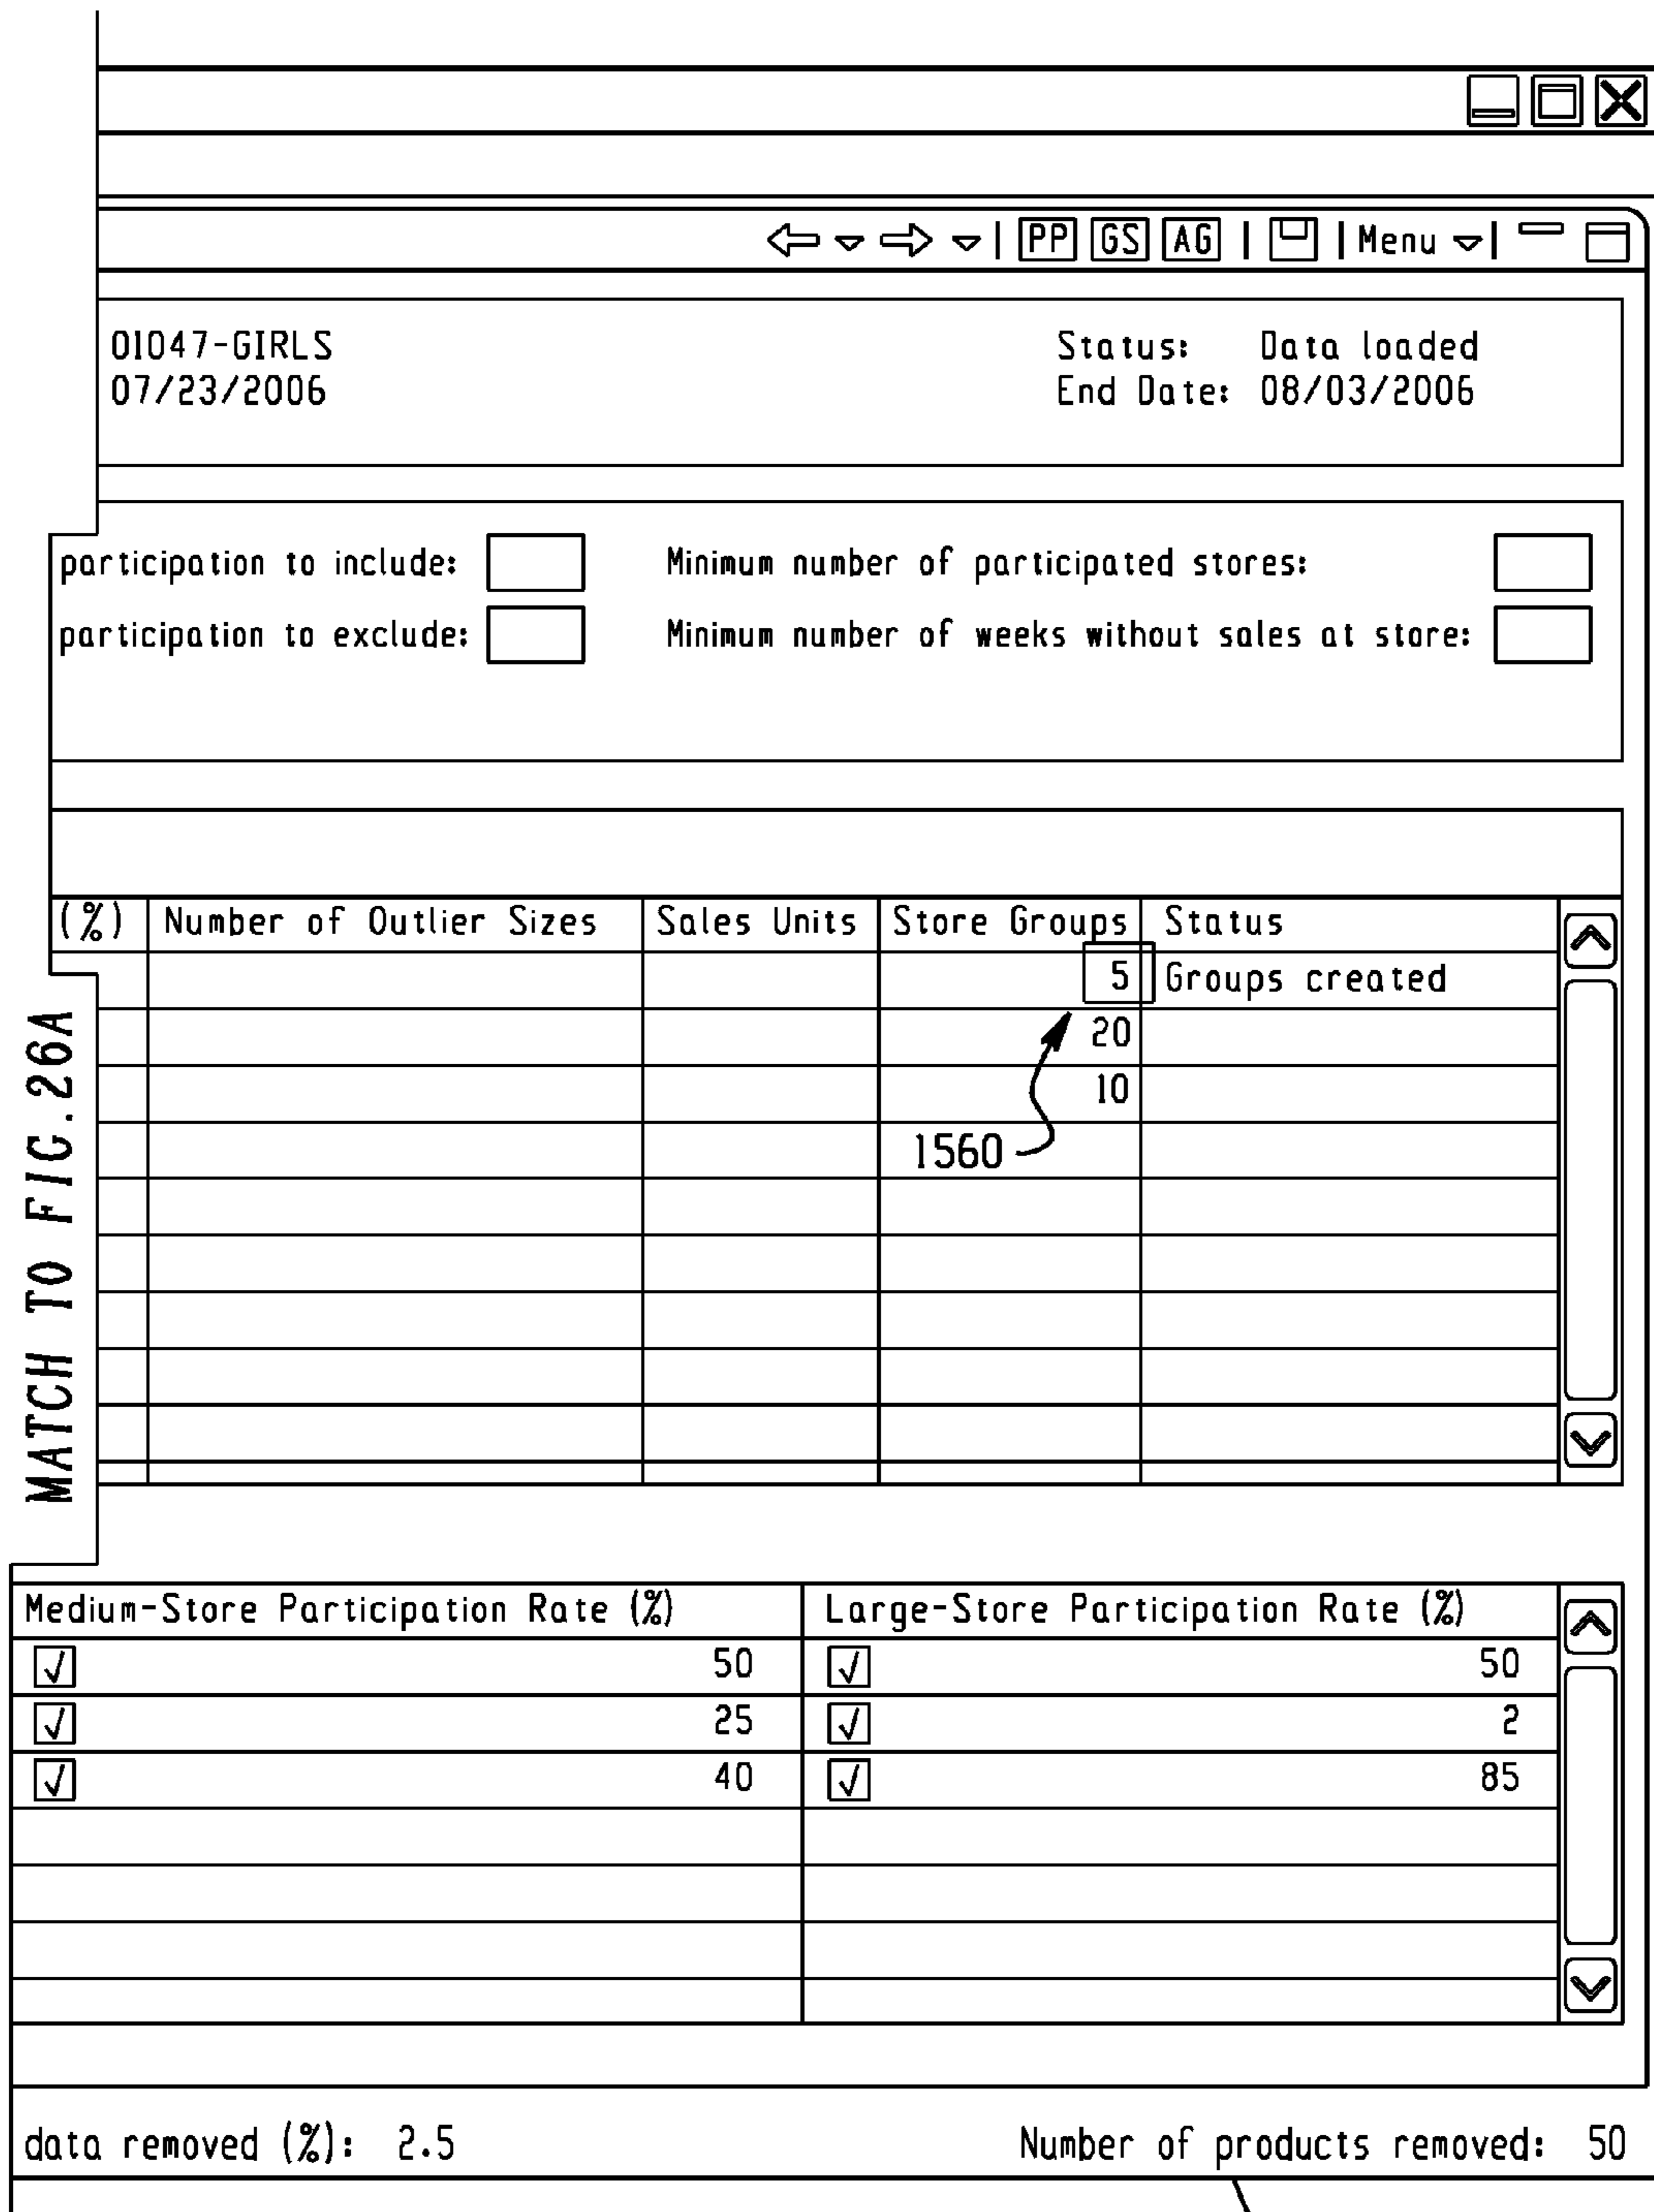 PP GS AG Menu
01047-GIRLS Status: Data loaded
07/23/2006 End Date: 08/03/2006
participation to include: Minimum number of participated stores:
participation to exclude: Minimum number of weeks without sales at store:
(%) Number of Outlier Sizes Sales Units Store Groups Status
5 Groups created
20
10
1560
MATCH TO FIG.26A
Medium-Store Participation Rate (%) Large-Store Participation Rate (%)
50 50
25 2
40 85
data removed (%): 2.5 Number of products removed: 50